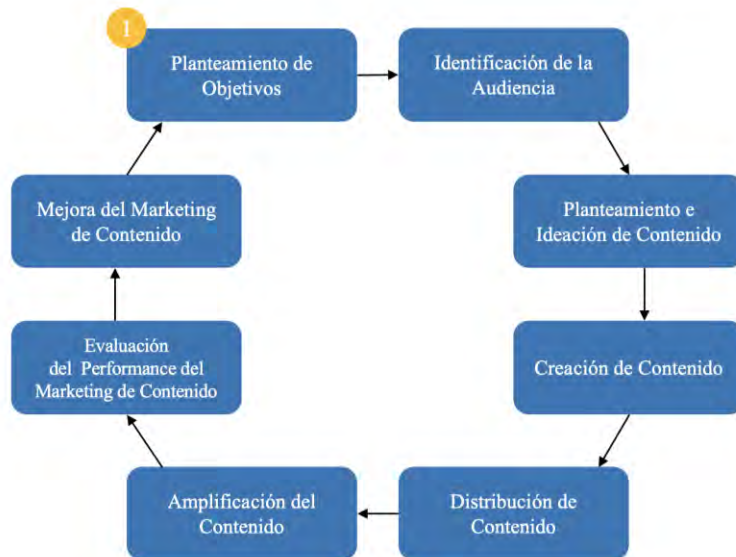 1
Planteamiento de
Objetivos
Identificación de la
Audiencia
Planteamiento e
Ideación de Contenido
Creación de Contenido
Distribución de
Contenido
Amplificación del
Contenido
Evaluación
del Performance del
Marketing de Contenido
Mejora del Marketing
de Contenido